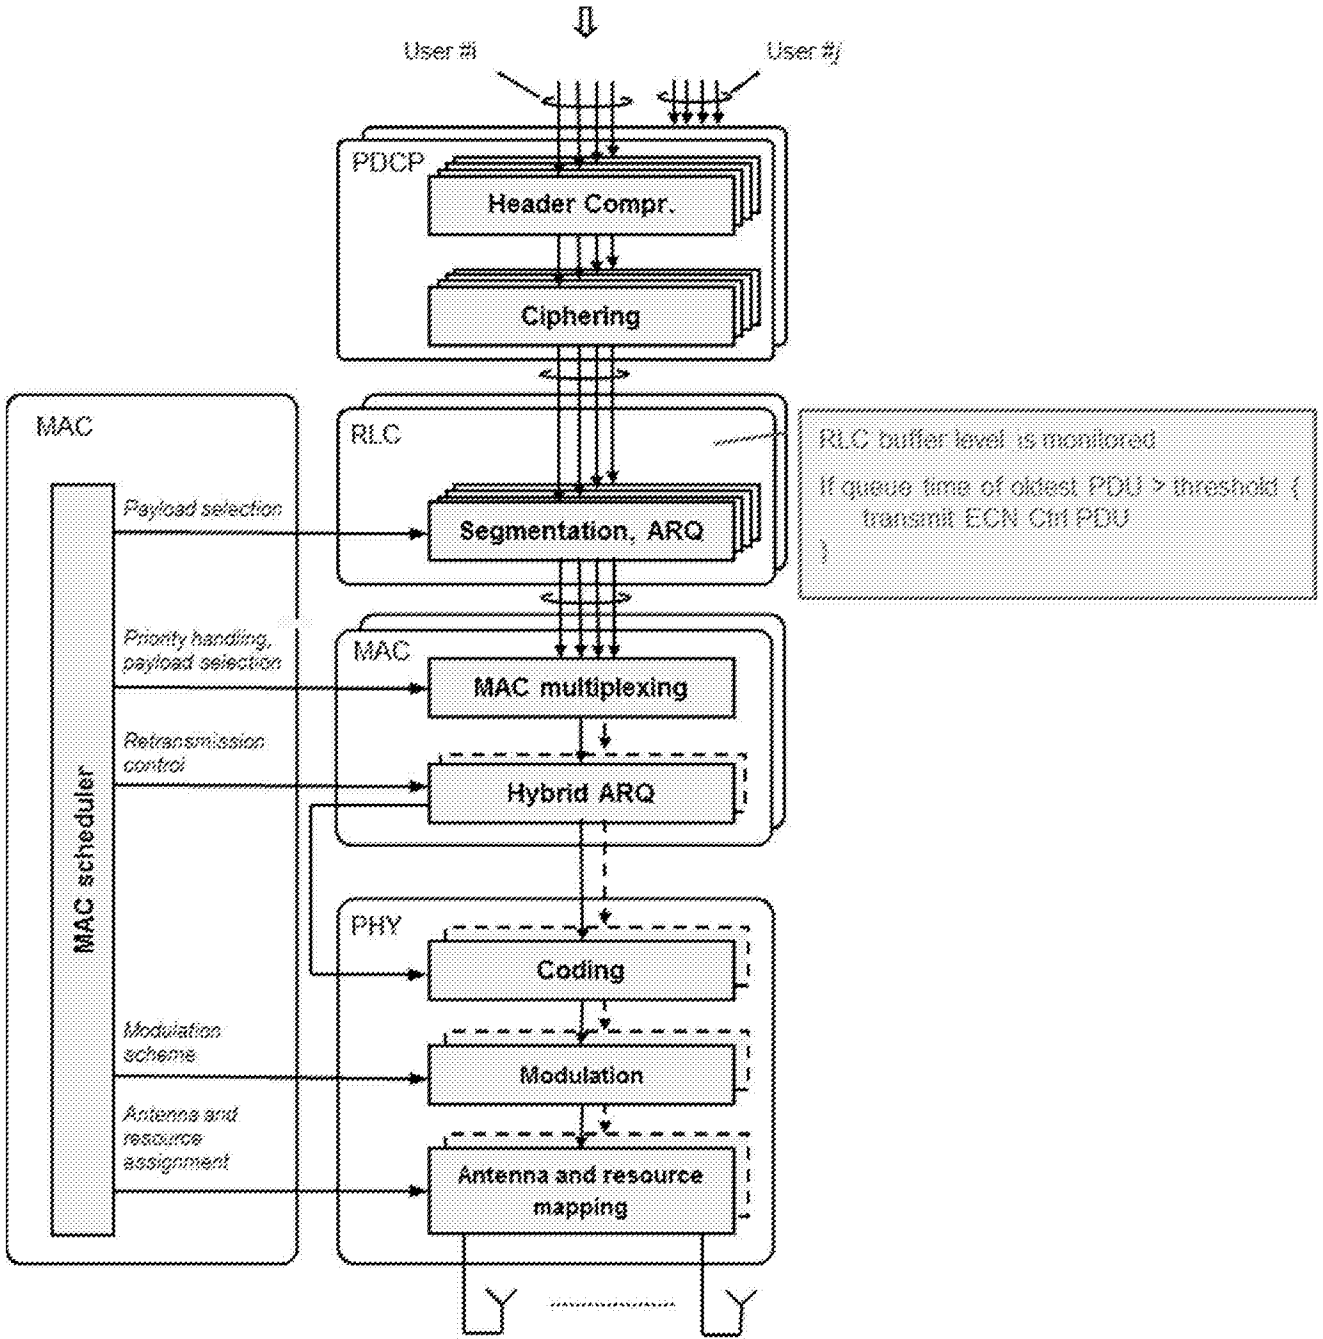 User #i
User #j
PDCP
Header Compr.
Ciphering
MAC
RLC
RLC buffer level is monitored
If queue time of oldest PDU > threshold {
transmit ECN Ctrl PDU
}
Payload selection
Segmentation, ARQ
Priority handling,
payload selection
MAC
MAC multiplexing
Retransmission
control
Hybrid ARQ
MAC scheduler
PHY
Coding
Modulation
scheme
Modulation
Antenna and
resource
assignment
Antenna and resource
mapping